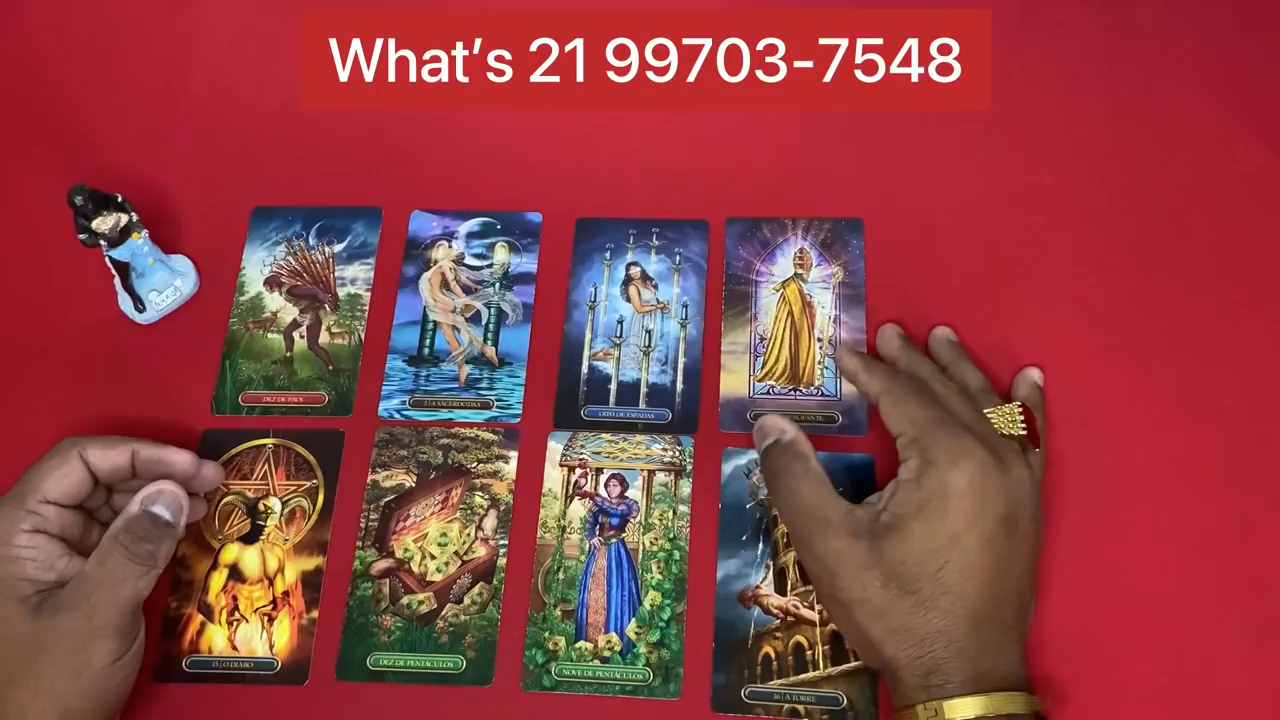 What's 21 99703-7548
DEZ DE PAUS
2 | A SACERDOTISA
OITO DE ESPADAS
15 | O DIABO
DEZ DE PENTÁCULOS
NOVE DE PENTÁCULOS
16 | A TORRE